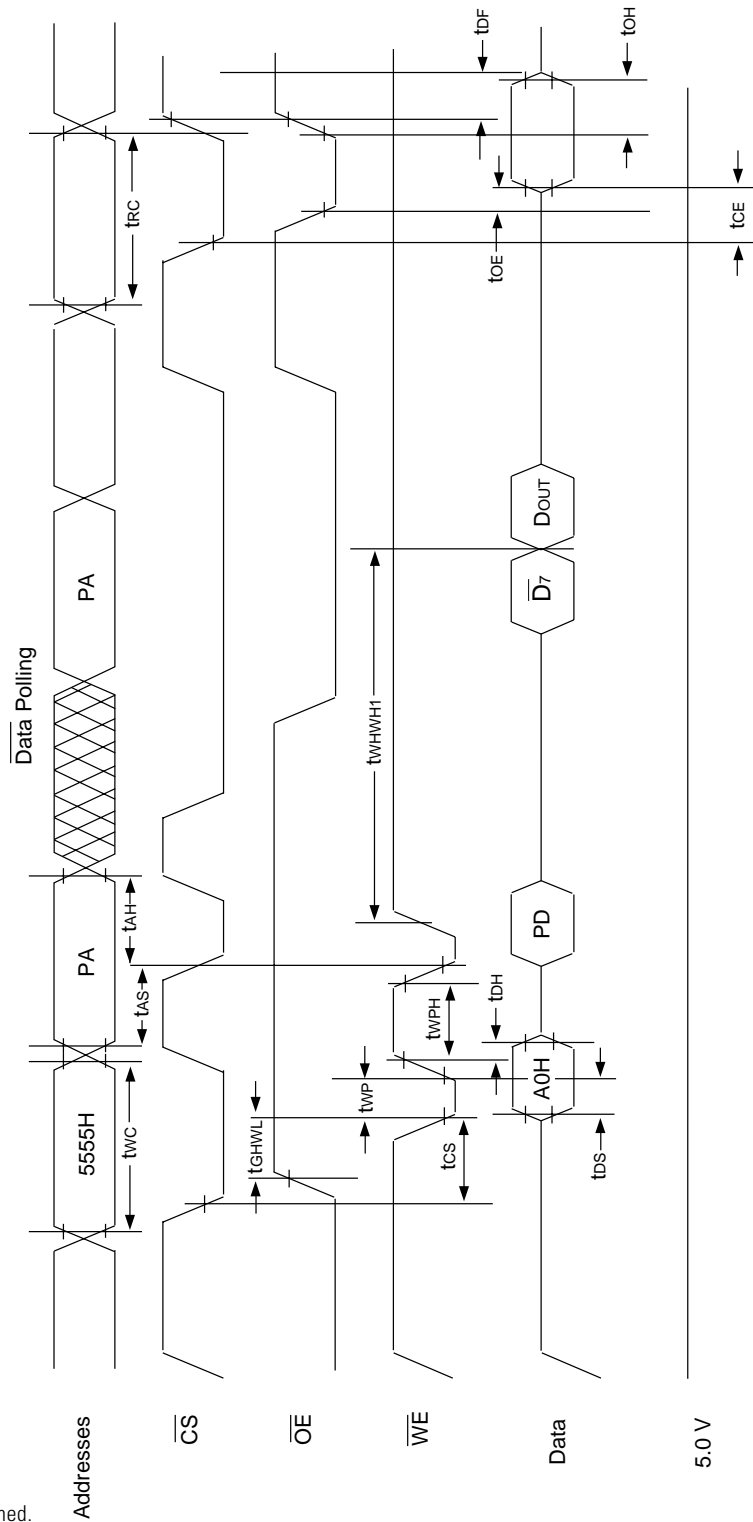 Data Polling
Addresses
5555H
PA
PA
tWC
tAS
tAH
tRC
CS
OE
tGHWL
WE
tCS
tWP
tWPH
tWHWH1
Data
A0H
PD
D7
DOUT
tDS
tDH
tOE
tDF
tOH
tCE
5.0 V
ned.